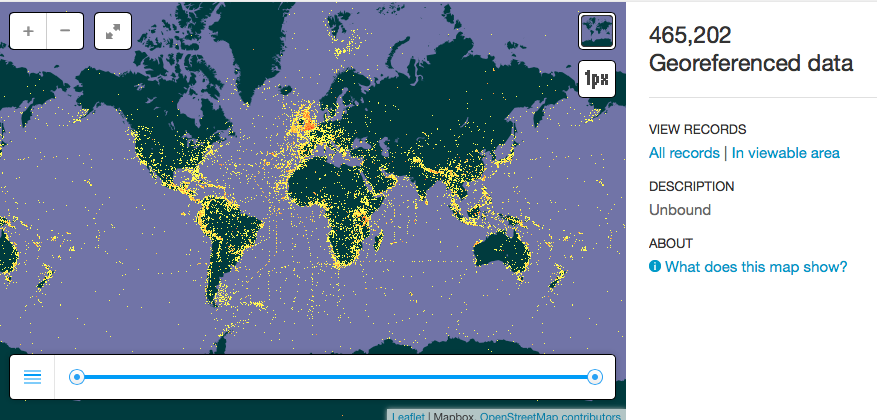 + −
1px
465,202
Georeferenced data
VIEW RECORDS
All records | In viewable area
DESCRIPTION
Unbound
ABOUT
What does this map show?
Leaflet | Mapbox, OpenStreetMap contributors